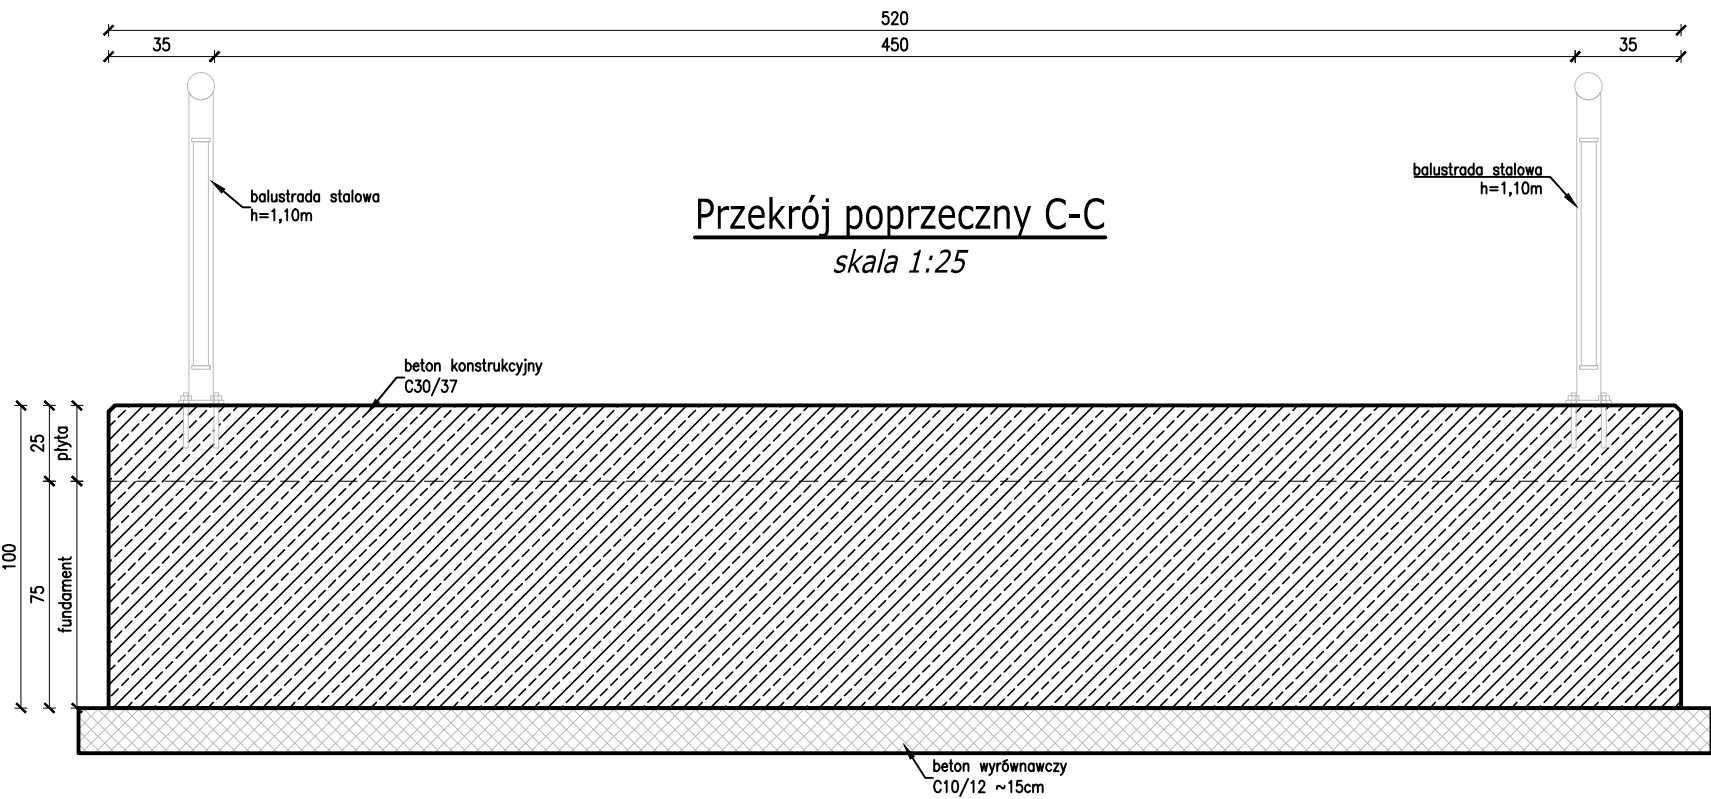 520
35
450
35
balustrada stalowa
h=1,10m
balustrada stalowa
h=1,10m
Przekrój poprzeczny C-C
skala 1:25
beton konstrukcyjny
C30/37
25
płyta
100
75
fundament
beton wyrównawczy
C10/12 ~15cm